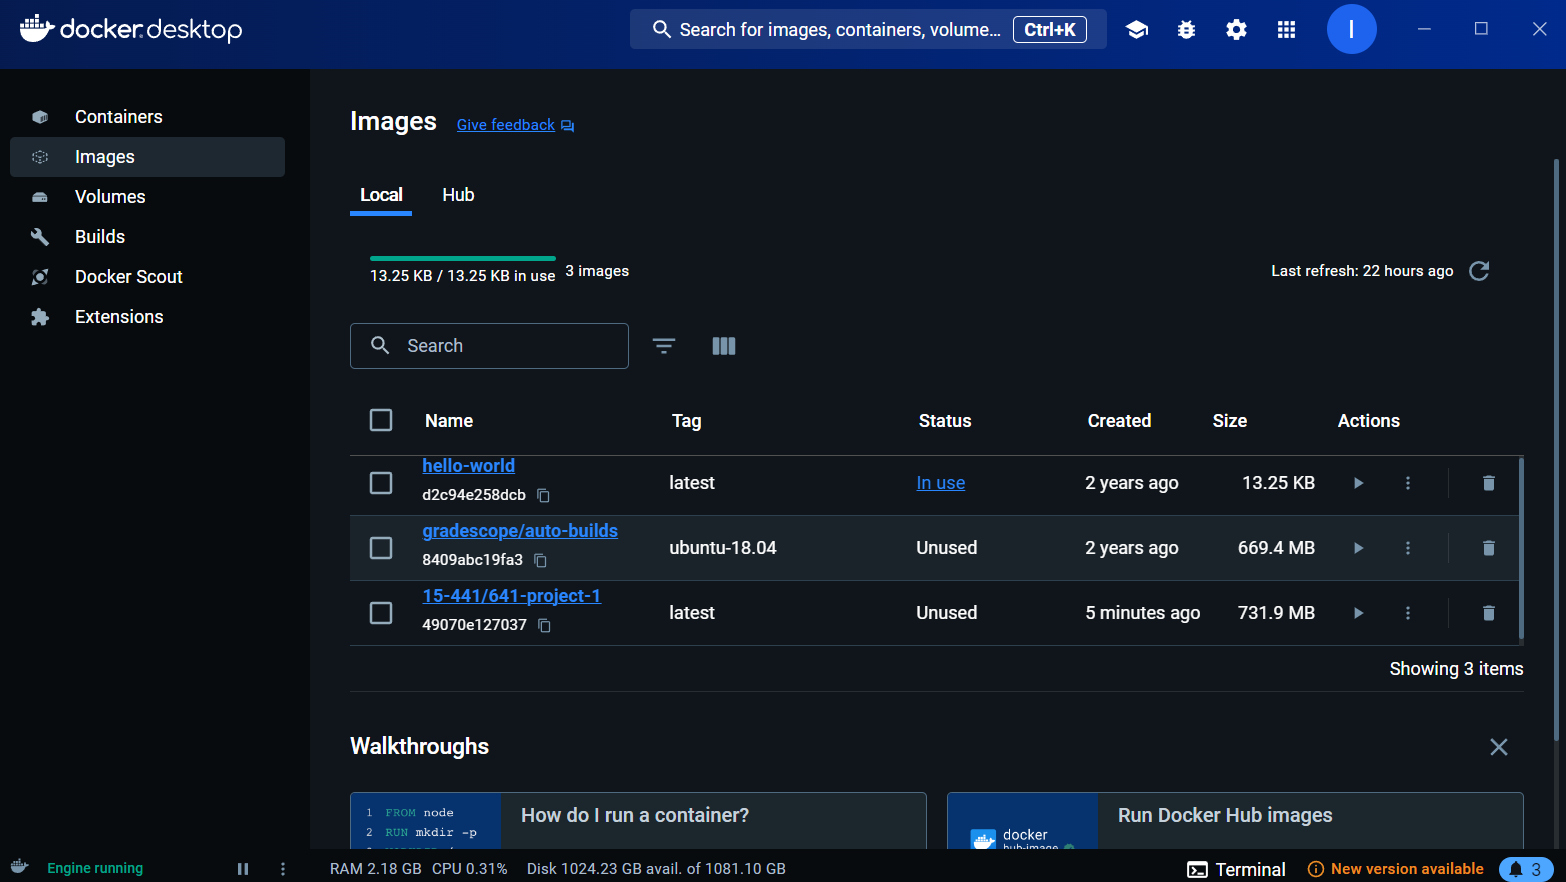 docker desktop
Search for images, containers, volume... Ctrl+K
I
Containers
Images
Volumes
Builds
Docker Scout
Extensions
Images Give feedback
Local Hub
13.25 KB / 13.25 KB in use 3 images
Last refresh: 22 hours ago
Search
Name Tag Status Created Size Actions
hello-world
d2c94e258dcb latest In use 2 years ago 13.25 KB
gradescope/auto-builds
8409abc19fa3 ubuntu-18.04 Unused 2 years ago 669.4 MB
15-441/641-project-1
49070e127037 latest Unused 5 minutes ago 731.9 MB
Showing 3 items
Walkthroughs
1 FROM node
2 RUN mkdir -p
How do I run a container?
docker
hub-image
Run Docker Hub images
Engine running
RAM 2.18 GB CPU 0.31% Disk 1024.23 GB avail. of 1081.10 GB
Terminal
New version available
3